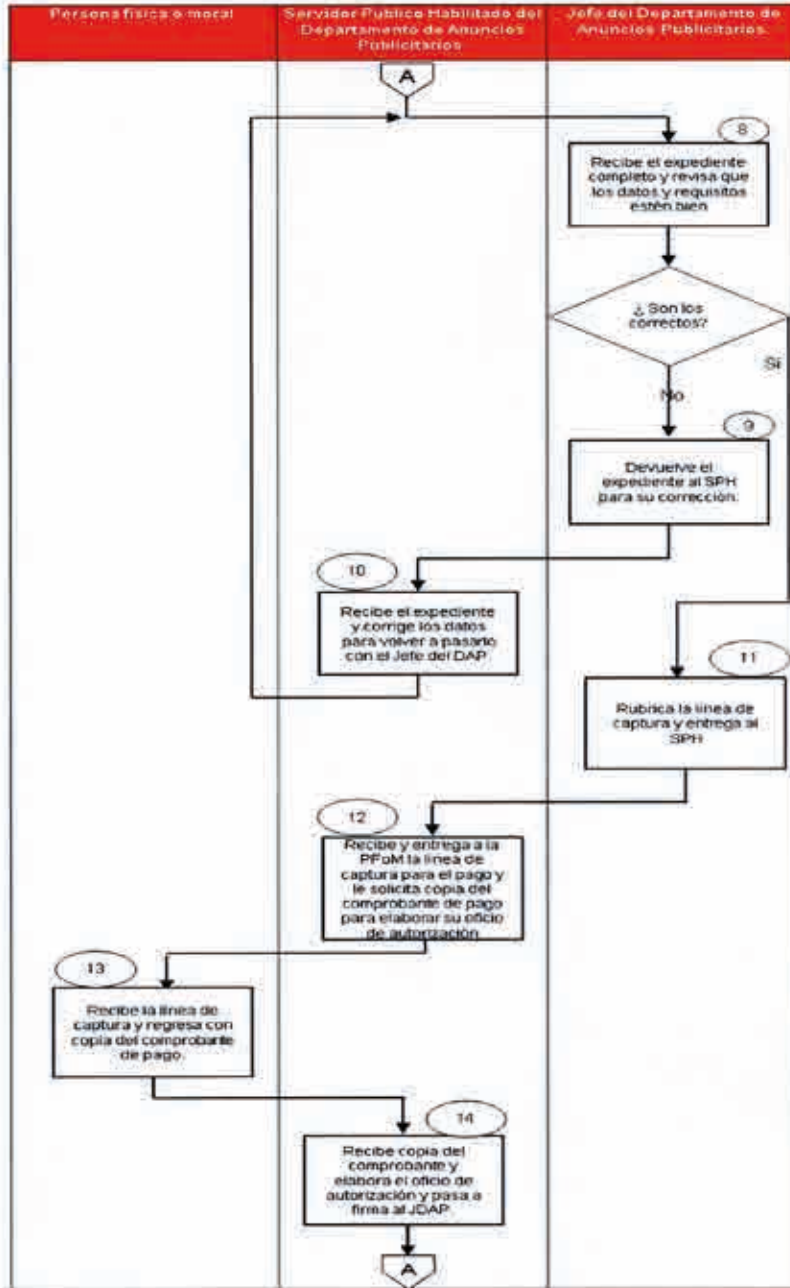 Persona física o moral
Servidor Público Habilitado del
Departamento de Anuncios
Publicitarios
Jefe del Departamento de
Anuncios Publicitarios.
A
8
Recibe el expediente
completo y revisa que
los datos y requisitos
estén bien
¿ Son los
correctos?
Si
No
9
Devuelve el
expediente al SPH
para su corrección.
10
Recibe el expediente
y corrige los datos
para volver a pasarlo
con el Jefe del DAP
11
Rubrica la línea de
captura y entrega al
SPH
12
Recibe y entrega a la
PFoM la línea de
captura para el pago y
le solicita copia del
comprobante de pago
para elaborar su oficio
de autorización
13
Recibe la línea de
captura y regresa con
copia del comprobante
de pago.
14
Recibe copia del
comprobante y
elabora el oficio de
autorización y pasa a
firma al JDAP
A